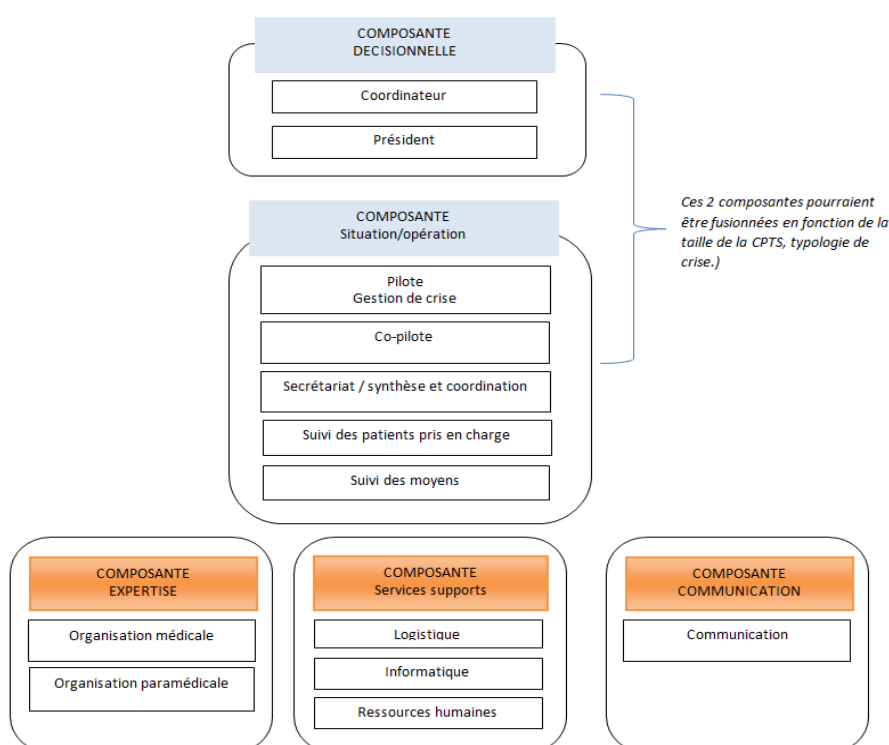 COMPOSANTE
DECISIONNELLE
Coordinateur
Président
Ces 2 composantes pourraient
être fusionnées en fonction de la
taille de la CPTS, typologie de
crise.)
COMPOSANTE
Situation/opération
Pilote
Gestion de crise
Co-pilote
Secrétariat / synthèse et coordination
Suivi des patients pris en charge
Suivi des moyens
COMPOSANTE
EXPERTISE
Organisation médicale
Organisation paramédicale
COMPOSANTE
Services supports
Logistique
Informatique
Ressources humaines
COMPOSANTE
COMMUNICATION
Communication